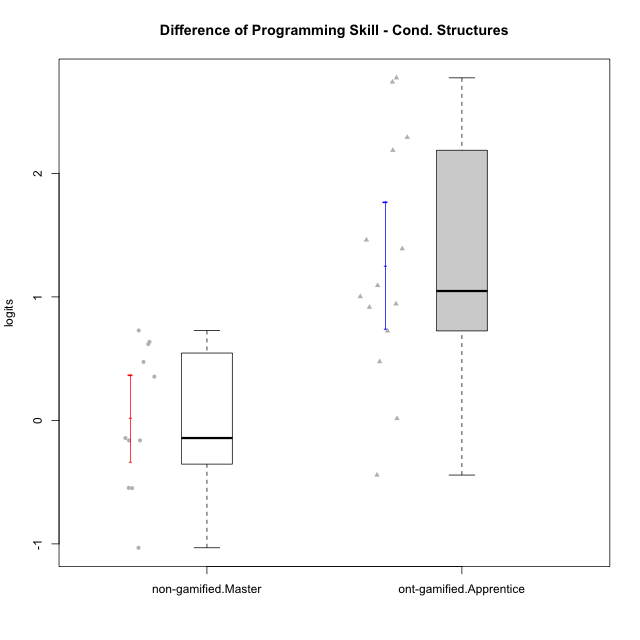 Difference of Programming Skill - Cond. Structures
logits
2
1
0
-1
non-gamified.Master
ont-gamified.Apprentice